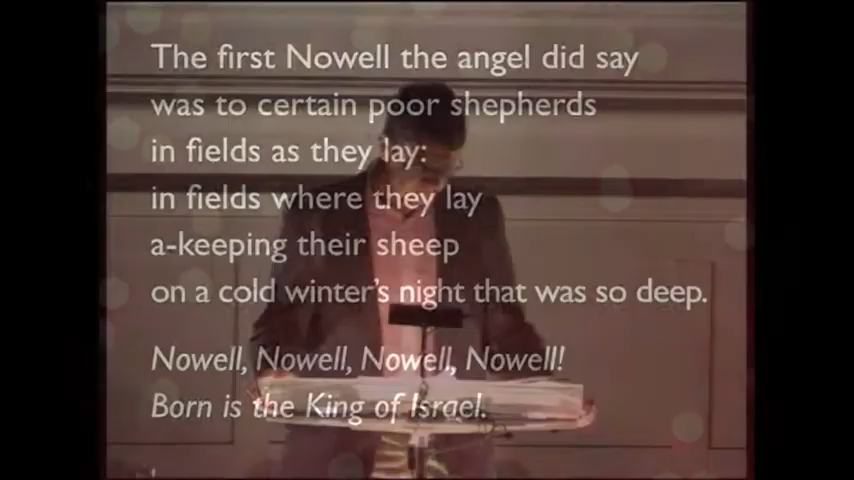 The first Nowell the angel did say
was to certain poor shepherds
in fields as they lay:
in fields where they lay
a-keeping their sheep
on a cold winter's night that was so deep.
Nowell, Nowell, Nowell, Nowell!
Born is the King of Israel.